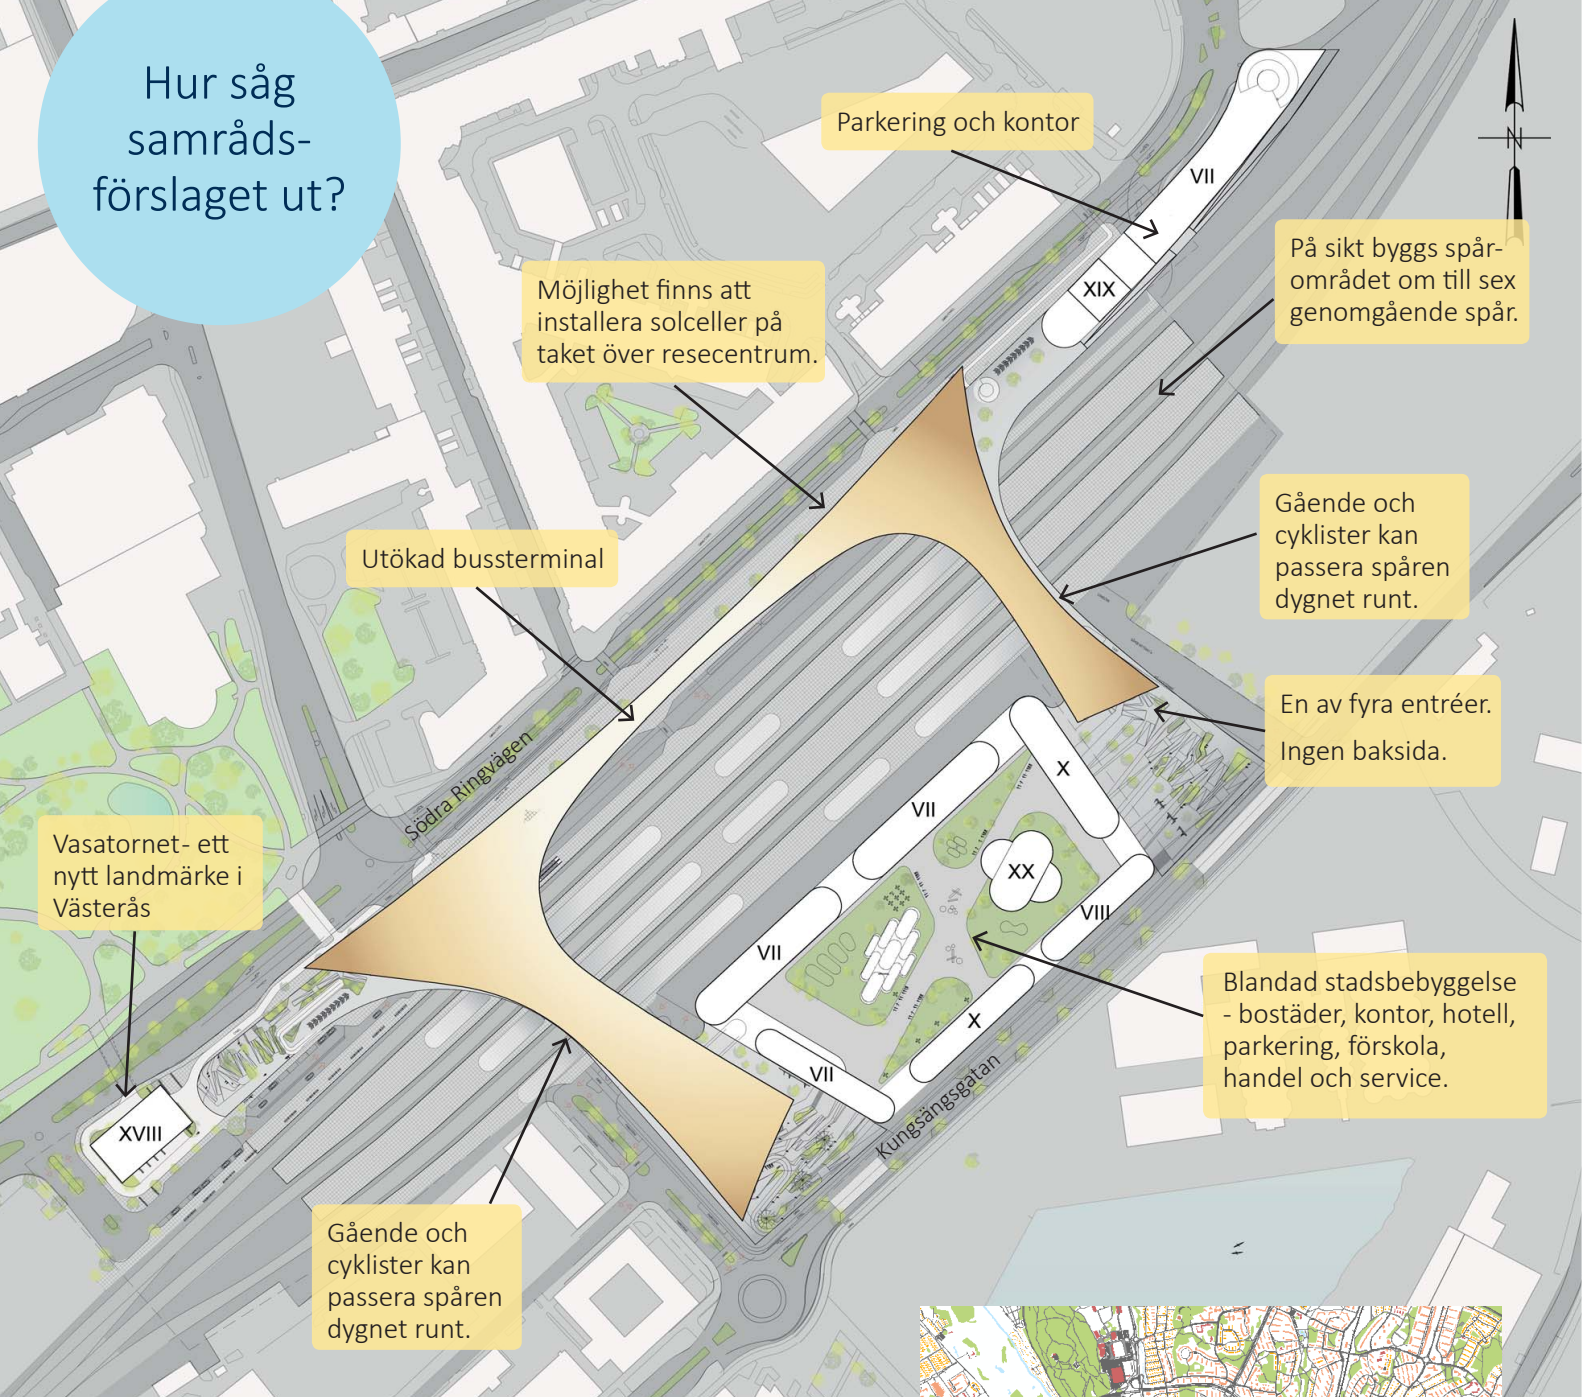 Hur såg
samråds-
förslaget ut?
Parkering och kontor
VII
N
På sikt byggs spår-
området om till sex
genomgående spår.
XIX
Möjlighet finns att
installera solceller på
taket över resecentrum.
Gående och
cyklister kan
passera spåren
dygnet runt.
Utökad bussterminal
En av fyra entréer.
Ingen baksida.
Södra Ringvägen
X
VII
XX
VIII
VII
X
VII
Kungsängsgatan
Vasatornet- ett
nytt landmärke i
Västerås
Blandad stadsbebyggelse
- bostäder, kontor, hotell,
parkering, förskola,
handel och service.
XVIII
Gående och
cyklister kan
passera spåren
dygnet runt.